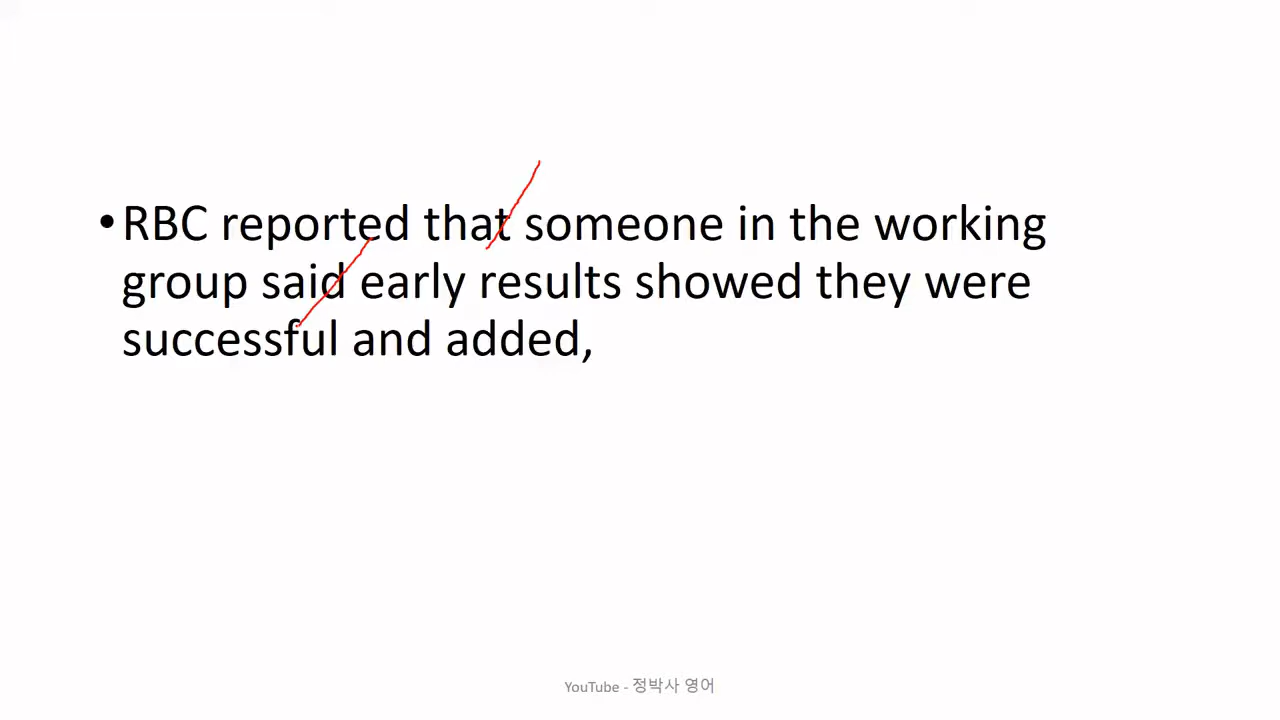 •RBC reported that someone in the working
group said early results showed they were
successful and added,
YouTube - 정박사 영어